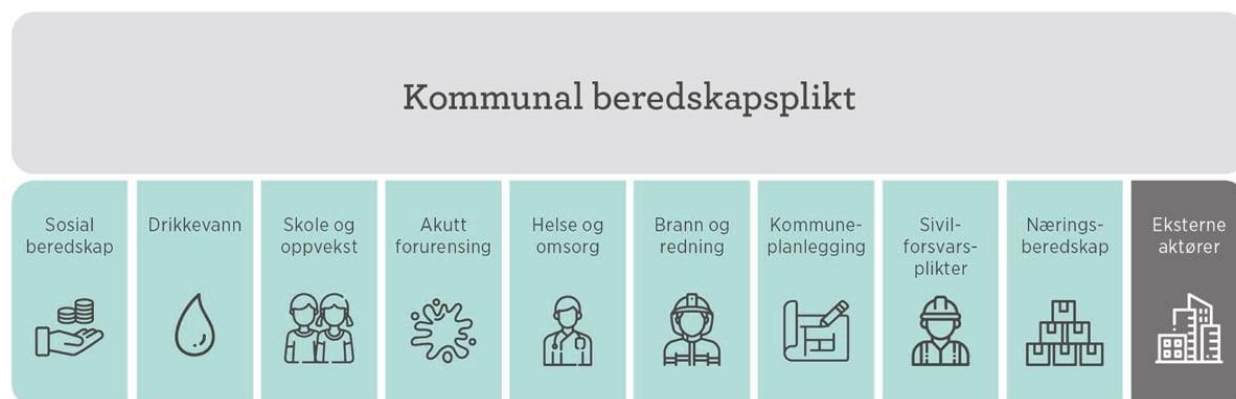 Kommunal beredskapsplikt
Sosial
beredskap
Drikkevann
Skole og
oppvekst
Akutt
forurensing
Helse og
omsorg
Brann og
redning
Kommune-
planlegging
Sivil-
forsvars-
plikter
Nærings-
beredskap
Eksterne
aktører